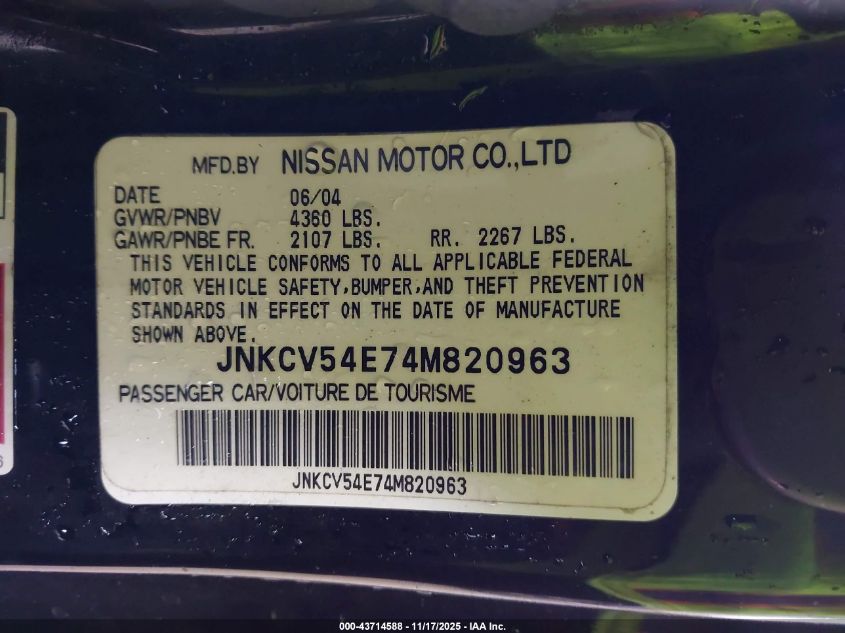 MFD.BY NISSAN MOTOR CO.,LTD
DATE 06/04
GVWR/PNBV 4360 LBS.
GAWR/PNBE FR. 2107 LBS. RR. 2267 LBS.
THIS VEHICLE CONFORMS TO ALL APPLICABLE FEDERAL
MOTOR VEHICLE SAFETY,BUMPER,AND THEFT PREVENTION
STANDARDS IN EFFECT ON THE DATE OF MANUFACTURE
SHOWN ABOVE.
JNKCV54E74M820963
PASSENGER CAR/VOITURE DE TOURISME
JNKCV54E74M820963
000-43714588 - 11/17/2025 - IAA Inc.